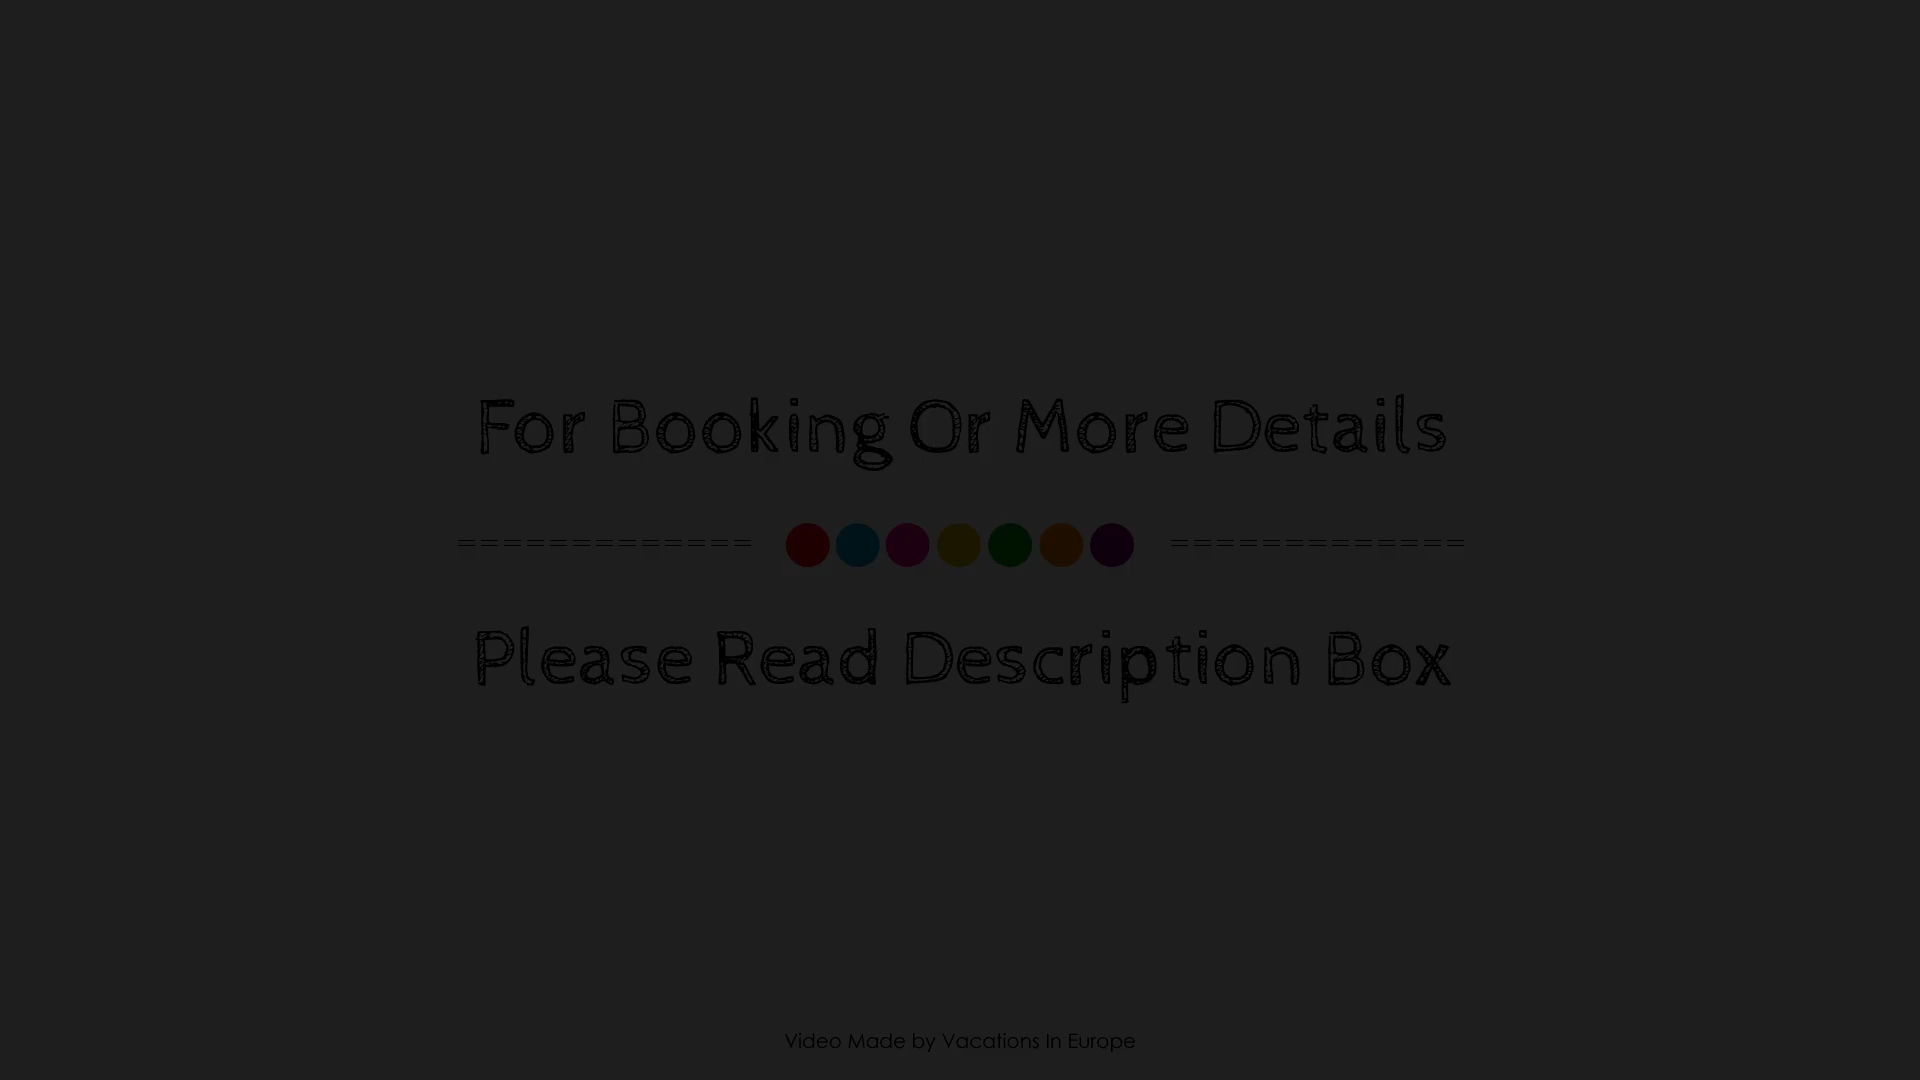 For Booking Or More Details
============= =============
Please Read Description Box
Video Made by Vacations In Europe